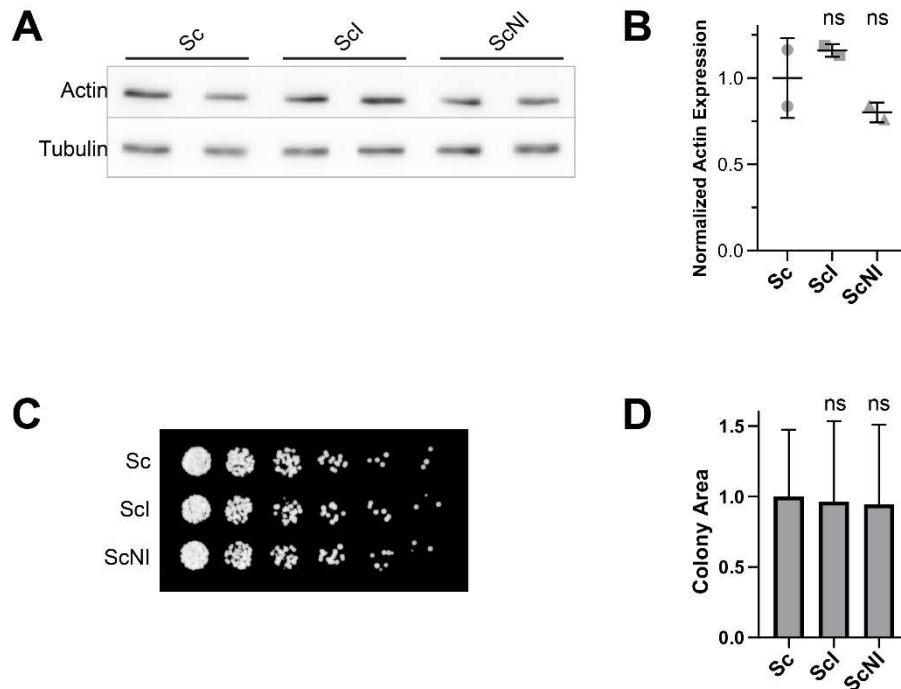 A
Sc
ScI
ScNI
Actin
Tubulin
B
ns
ns
Normalized Actin Expression
1.0
0.5
0.0
Sc
ScI
ScNI
C
Sc
ScI
ScNI
D
ns
ns
Colony Area
1.5
1.0
0.5
0.0
Sc
ScI
ScNI